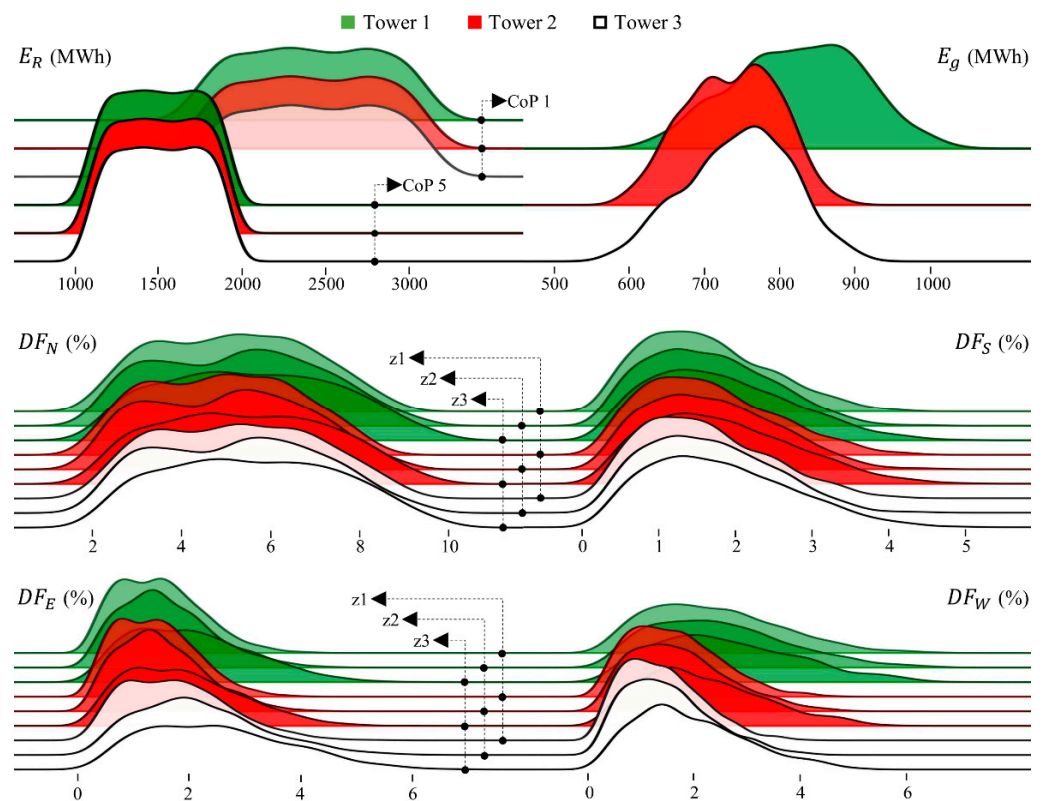 Tower 1 Tower 2 Tower 3
E_R (MWh) E_g (MWh)
CoP 1
CoP 5
1000 1500 2000 2500 3000 500 600 700 800 900 1000
DF_N (%) DF_S (%)
z1
z2
z3
2 4 6 8 10 0 1 2 3 4 5
DF_E (%) DF_W (%)
z1
z2
z3
0 2 4 6 0 2 4 6